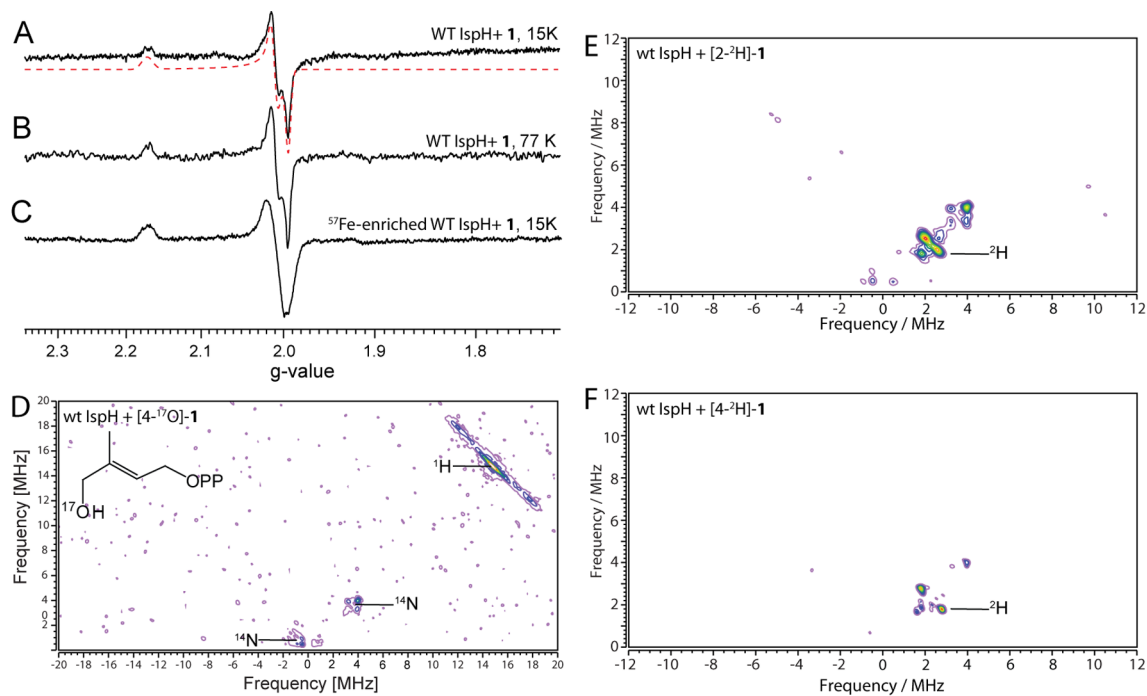 A
WT IspH+ 1, 15K
B
WT IspH+ 1, 77 K
C
57Fe-enriched WT IspH+ 1, 15K
2.3 2.2 2.1 2.0 1.9 1.8
g-value
D
wt IspH + [4-17O]-1
OPP
17OH
1H
14N
14N
20
18
16
14
12
10
8
6
4
0
2
Frequency [MHz]
-20 -18 -16 -14 -12 -10 -8 -6 -4 -2 0 2 4 6 8 10 12 14 16 18 20
Frequency [MHz]
E
wt IspH + [2-2H]-1
2H
12
10
8
6
4
2
0
Frequency / MHz
-12 -10 -8 -6 -4 -2 0 2 4 6 8 10 12
Frequency / MHz
F
wt IspH + [4-2H]-1
2H
12
10
8
6
4
2
0
Frequency / MHz
-12 -10 -8 -6 -4 -2 0 2 4 6 8 10 12
Frequency / MHz